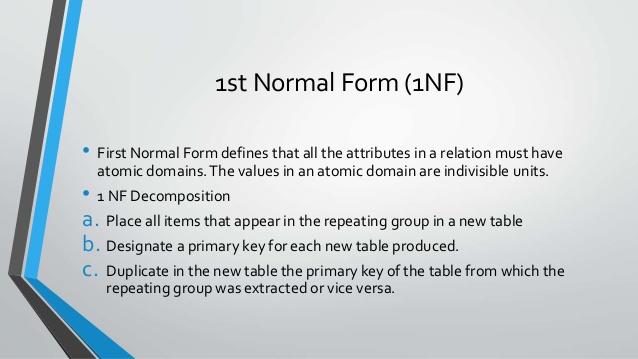 1st Normal Form (1NF)
• First Normal Form defines that all the attributes in a relation must have
atomic domains. The values in an atomic domain are indivisible units.
• 1 NF Decomposition
a. Place all items that appear in the repeating group in a new table
b. Designate a primary key for each new table produced.
c. Duplicate in the new table the primary key of the table from which the
repeating group was extracted or vice versa.